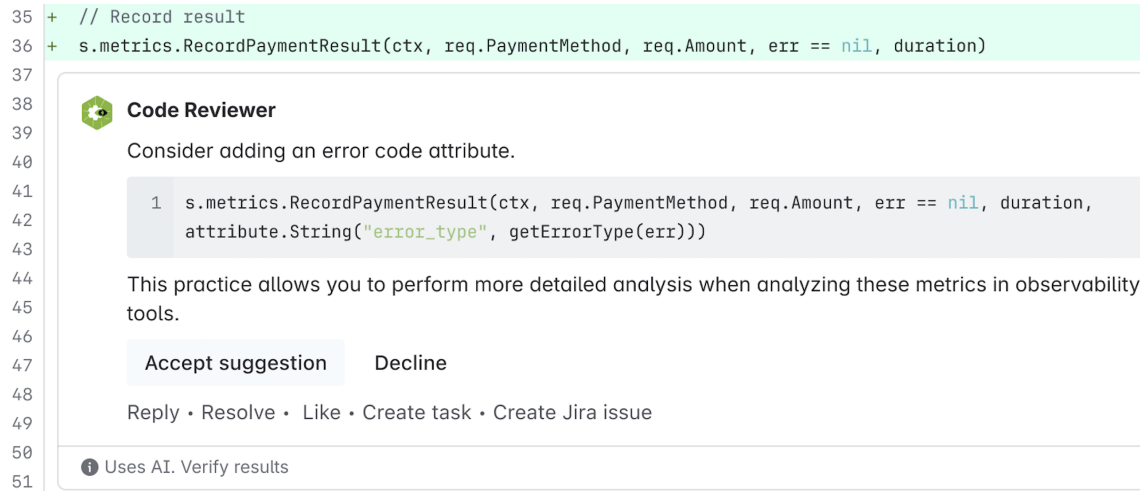 35 + // Record result
36 + s.metrics.RecordPaymentResult(ctx, req.PaymentMethod, req.Amount, err == nil, duration)
37
38
Code Reviewer
39
Consider adding an error code attribute.
40
41
1 s.metrics.RecordPaymentResult(ctx, req.PaymentMethod, req.Amount, err == nil, duration,
42
attribute.String("error_type", getErrorType(err)))
43
44
This practice allows you to perform more detailed analysis when analyzing these metrics in observability
45
tools.
46
47
Accept suggestion Decline
48
49
Reply • Resolve • Like • Create task • Create Jira issue
50
Uses AI. Verify results
51